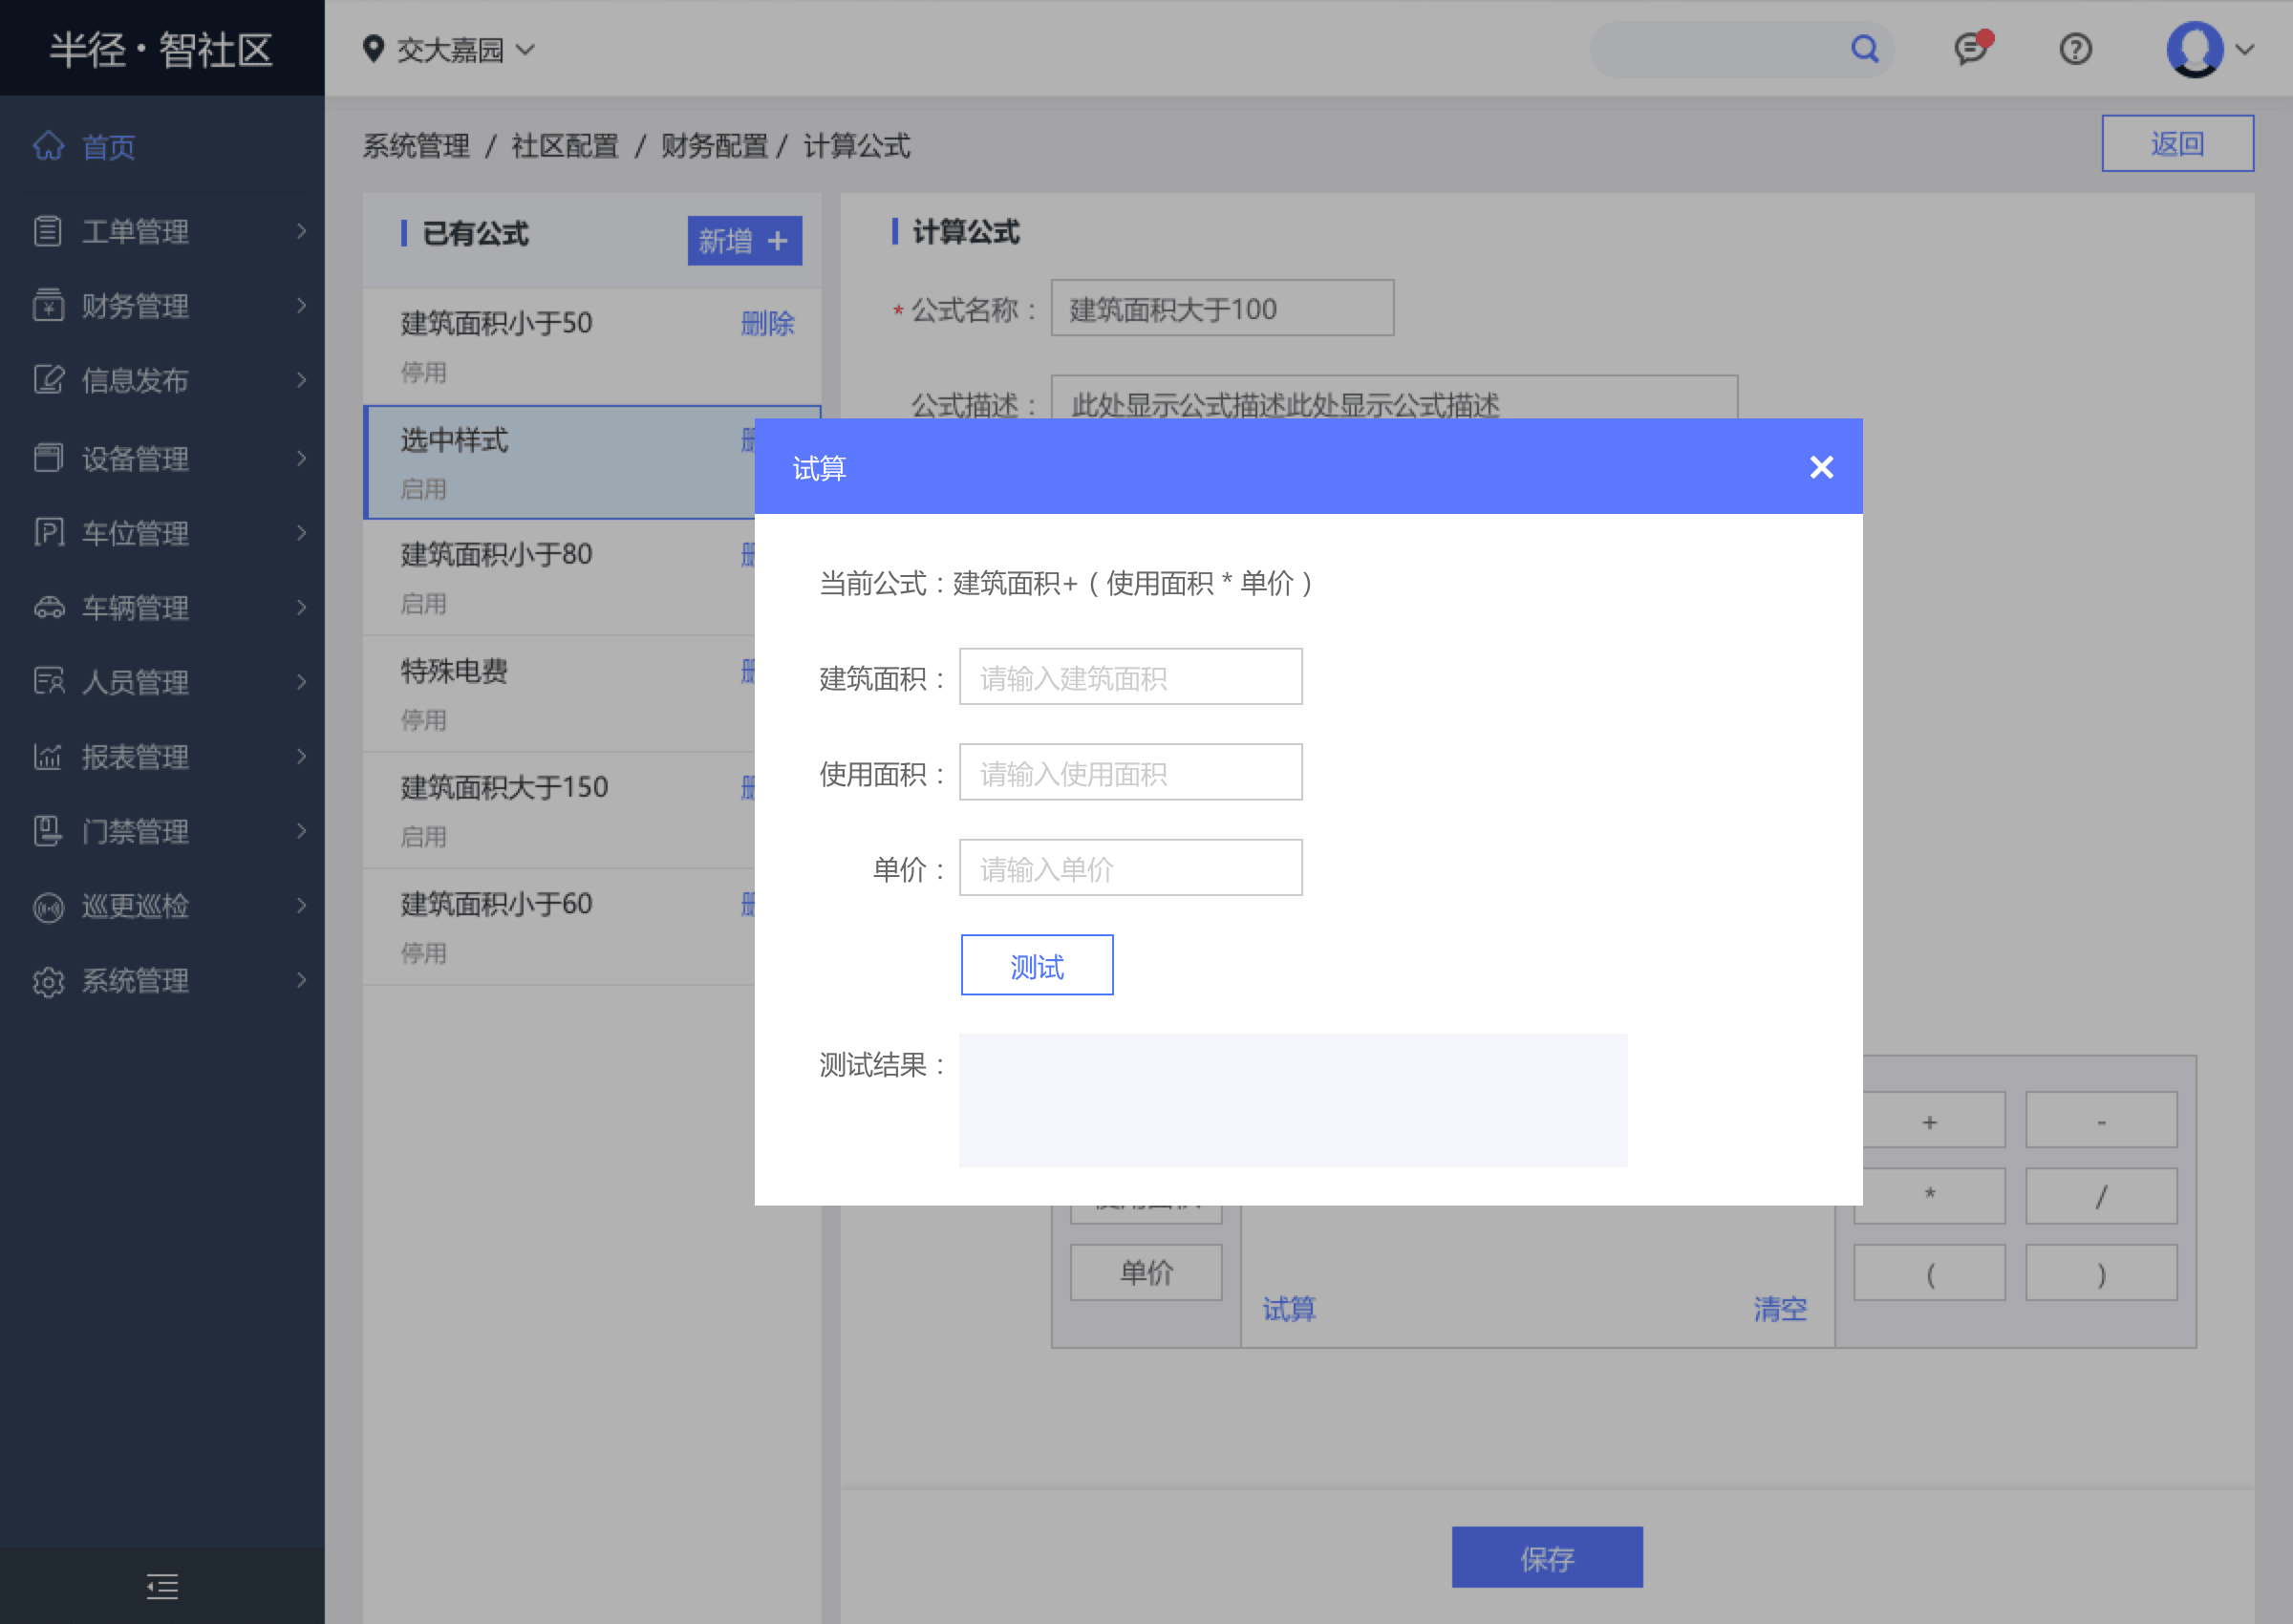 半径·智社区
交大嘉园
首页
工单管理
财务管理
信息发布
设备管理
车位管理
车辆管理
人员管理
报表管理
门禁管理
巡更巡检
系统管理
系统管理 / 社区配置 / 财务配置 / 计算公式
返回
已有公式
新增 +
建筑面积小于50 删除
停用
选中样式
启用
建筑面积小于80
启用
特殊电费
停用
建筑面积大于150
启用
建筑面积小于60
停用
计算公式
* 公式名称： 建筑面积大于100
公式描述： 此处显示公式描述此处显示公式描述
试算
当前公式：建筑面积+（使用面积 * 单价）
建筑面积： 请输入建筑面积
使用面积： 请输入使用面积
单价： 请输入单价
测试
测试结果：
+ -
* /
单价 ( )
试算 清空
保存